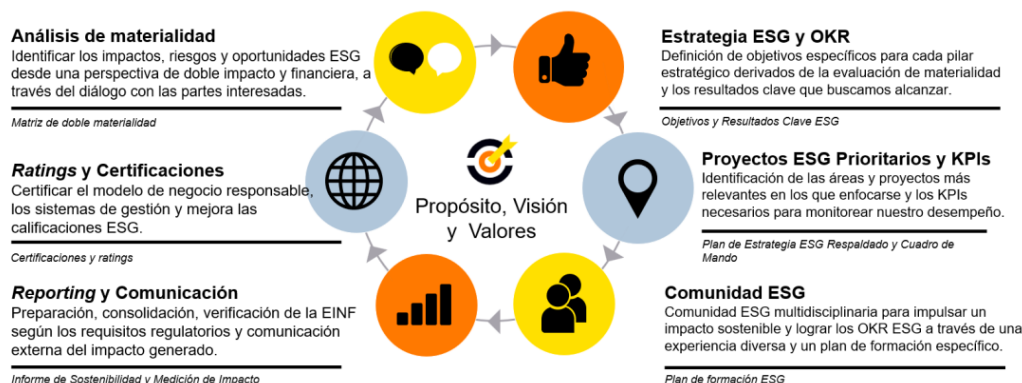 Análisis de materialidad
Identificar los impactos, riesgos y oportunidades ESG
desde una perspectiva de doble impacto y financiera, a
través del diálogo con las partes interesadas.
Matriz de doble materialidad
Estrategia ESG y OKR
Definición de objetivos específicos para cada pilar
estratégico derivados de la evaluación de materialidad
y los resultados clave que buscamos alcanzar.
Objetivos y Resultados Clave ESG
Ratings y Certificaciones
Certificar el modelo de negocio responsable,
los sistemas de gestión y mejora las
calificaciones ESG.
Certificaciones y ratings
Propósito, Visión
y Valores
Proyectos ESG Prioritarios y KPIs
Identificación de las áreas y proyectos más
relevantes en los que enfocarse y los KPIs
necesarios para monitorear nuestro desempeño.
Plan de Estrategia ESG Respaldado y Cuadro de
Mando
Reporting y Comunicación
Preparación, consolidación, verificación de la EINF
según los requisitos regulatorios y comunicación
externa del impacto generado.
Informe de Sostenibilidad y Medición de Impacto
Comunidad ESG
Comunidad ESG multidisciplinaria para impulsar un
impacto sostenible y lograr los OKR ESG a través de una
experiencia diversa y un plan de formación específico.
Plan de formación ESG